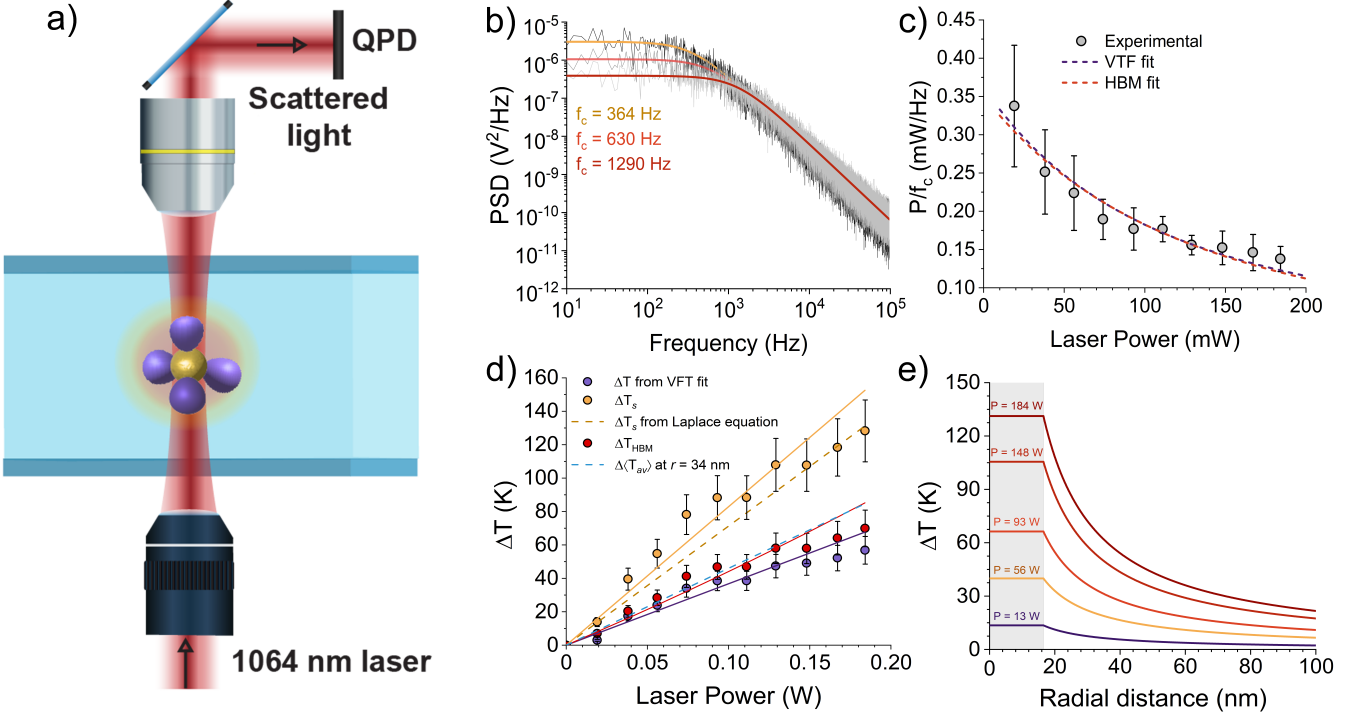 a)
QPD
Scattered
light
1064 nm laser
b)
PSD (V²/Hz)
10⁻⁵
10⁻⁶
10⁻⁷
10⁻⁸
10⁻⁹
10⁻¹⁰
10⁻¹¹
10⁻¹²
f_c = 364 Hz
f_c = 630 Hz
f_c = 1290 Hz
10¹ 10² 10³ 10⁴ 10⁵
Frequency (Hz)
c)
P/f_c (mW/Hz)
0.45
0.40
0.35
0.30
0.25
0.20
0.15
0.10
Experimental
VTF fit
HBM fit
0 50 100 150 200
Laser Power (mW)
d)
ΔT (K)
160
140
120
100
80
60
40
20
0
ΔT from VFT fit
ΔT_s
ΔT_s from Laplace equation
ΔT_HBM
Δ⟨T_av⟩ at r = 34 nm
0 0.05 0.10 0.15 0.20
Laser Power (W)
e)
ΔT (K)
150
120
90
60
30
0
P = 184 W
P = 148 W
P = 93 W
P = 56 W
P = 13 W
0 20 40 60 80 100
Radial distance (nm)